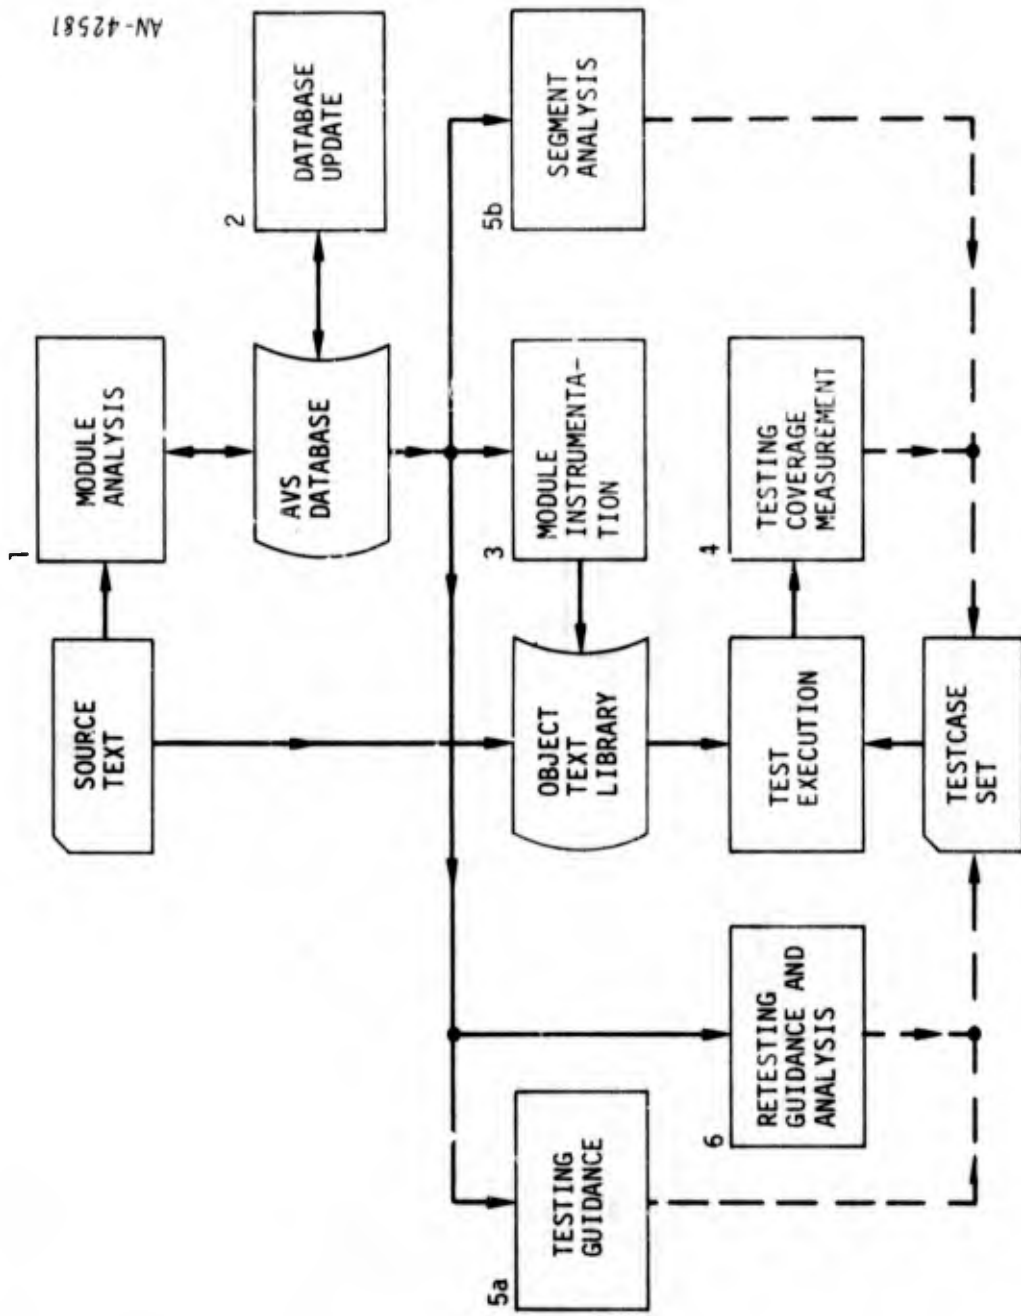 AN-42581
1
MODULE
ANALYSIS
SOURCE
TEXT
2
DATABASE
UPDATE
AVS
DATABASE
5b
SEGMENT
ANALYSIS
3
MODULE
INSTRUMENTA-
TION
OBJECT
TEXT
LIBRARY
5a
TESTING
GUIDANCE
4
TESTING
COVERAGE
MEASUREMENT
TEST
EXECUTION
6
RETESTING
GUIDANCE AND
ANALYSIS
TESTCASE
SET